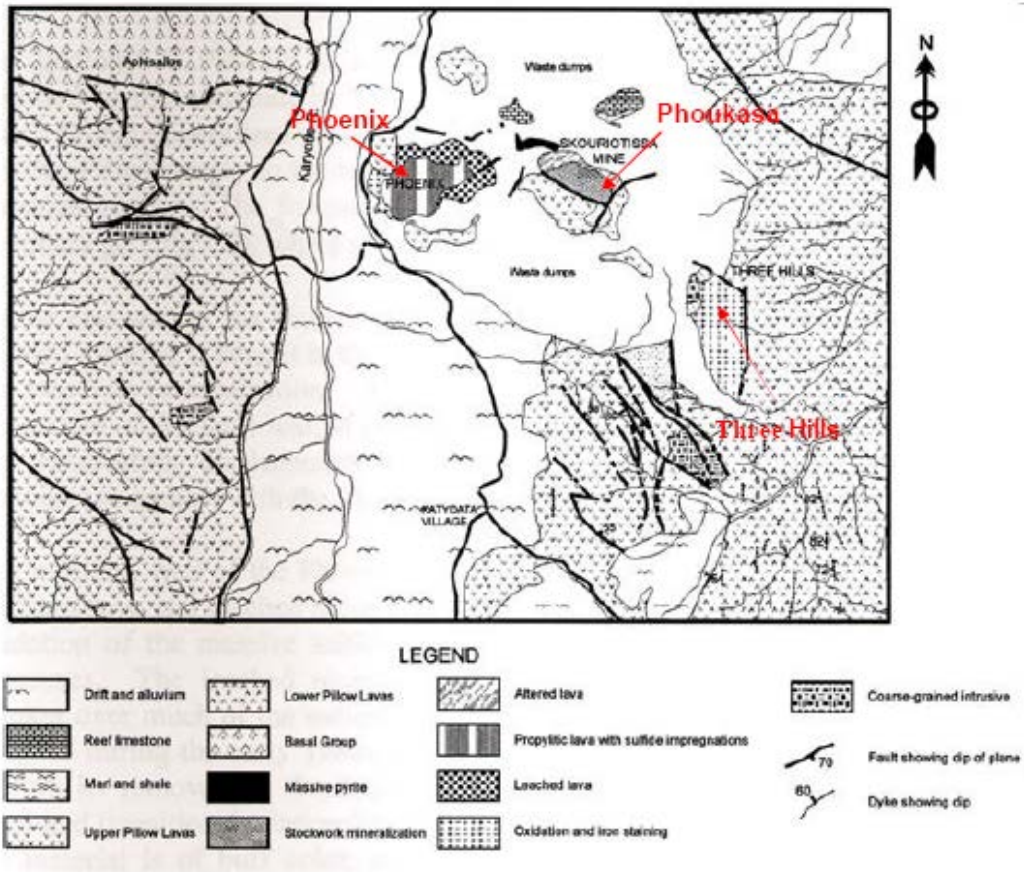 N
Aphisallos
Waste dumps
Phoenix
Phoukasa
Karyotis
SKOURIOTISSA
MINE
PHOENIX
Waste dumps
THREE HILLS
Three Hills
KATYDATA
VILLAGE
LEGEND
Drift and alluvium
Lower Pillow Lavas
Altered lava
Coarse-grained intrusive
Reef limestone
Basal Group
Propylitic lava with sulfide impregnations
70
Fault showing dip of plane
Marl and shale
Massive pyrite
Leached lava
60
Dyke showing dip
Upper Pillow Lavas
Stockwork mineralization
Oxidation and iron staining